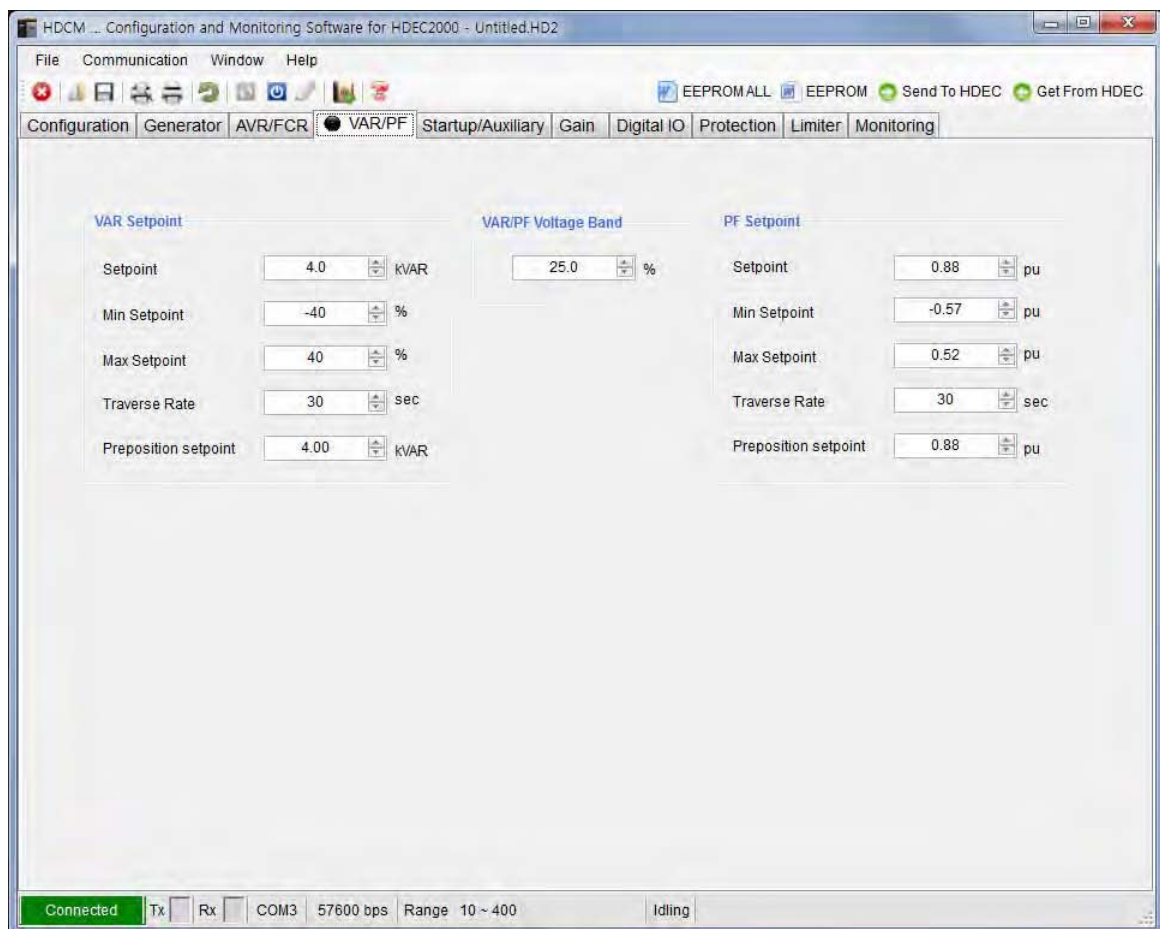 HDCM ... Configuration and Monitoring Software for HDEC2000 - Untitled.HD2
File Communication Window Help
EEPROM ALL EEPROM Send To HDEC Get From HDEC
Configuration Generator AVR/FCR VAR/PF Startup/Auxiliary Gain Digital IO Protection Limiter Monitoring
VAR Setpoint
Setpoint 4.0 kVAR
Min Setpoint -40 %
Max Setpoint 40 %
Traverse Rate 30 sec
Preposition setpoint 4.00 kVAR
VAR/PF Voltage Band
25.0 %
PF Setpoint
Setpoint 0.88 pu
Min Setpoint -0.57 pu
Max Setpoint 0.52 pu
Traverse Rate 30 sec
Preposition setpoint 0.88 pu
Connected Tx Rx COM3 57600 bps Range 10 ~ 400 Idling